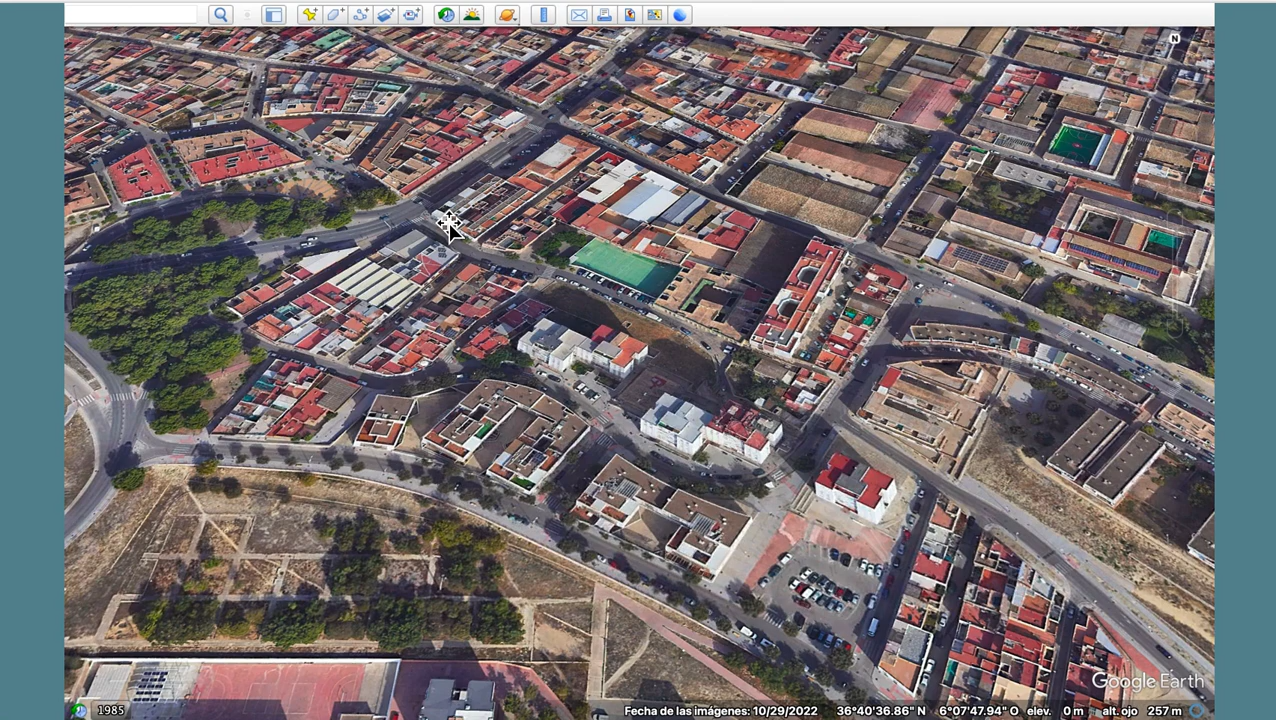 N
Google Earth
1985
Fecha de las imágenes: 10/29/2022 36°40'36.86" N 6°07'47.94" O elev. 0 m alt. ojo 257 m